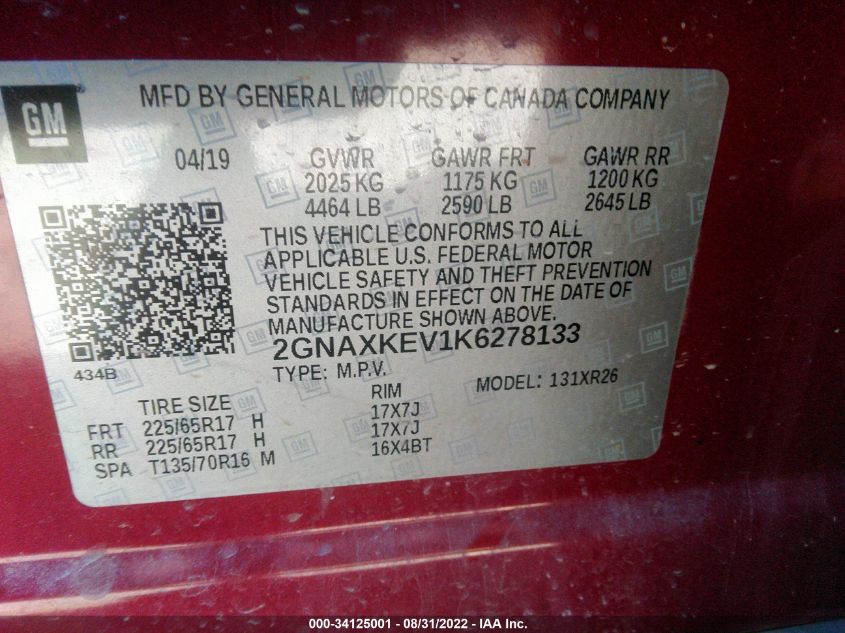 GM
MFD BY GENERAL MOTORS OF CANADA COMPANY
04/19 GVWR GAWR FRT GAWR RR
2025 KG 1175 KG 1200 KG
4464 LB 2590 LB 2645 LB
THIS VEHICLE CONFORMS TO ALL
APPLICABLE U.S. FEDERAL MOTOR
VEHICLE SAFETY AND THEFT PREVENTION
STANDARDS IN EFFECT ON THE DATE OF
MANUFACTURE SHOWN ABOVE.
2GNAXKEV1K6278133
434B TYPE: M.P.V. MODEL: 131XR26
TIRE SIZE RIM
FRT 225/65R17 H 17X7J
RR 225/65R17 H 17X7J
SPA T135/70R16 M 16X4BT
000-34125001 - 08/31/2022 - IAA Inc.